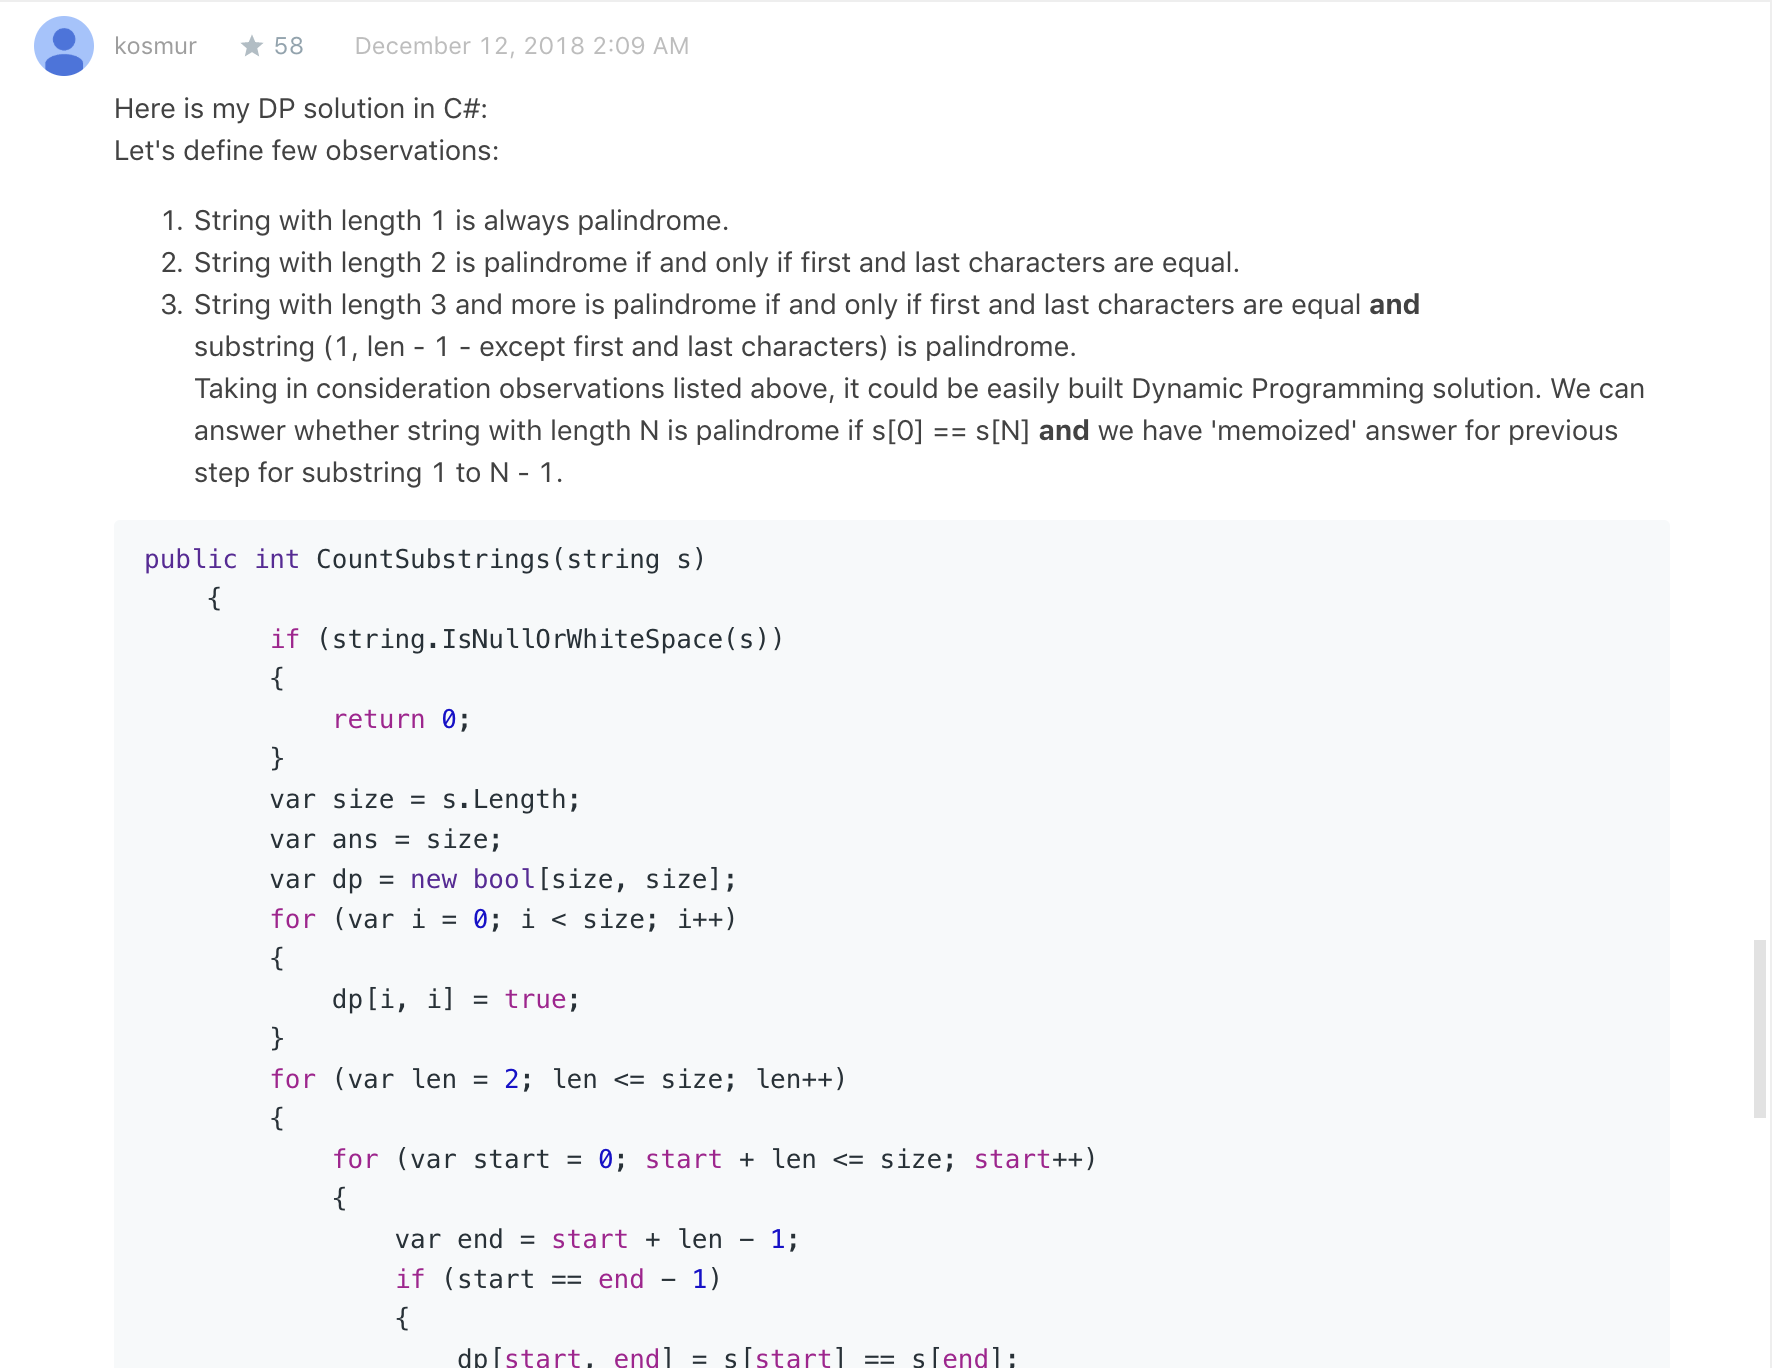 kosmur ★ 58 December 12, 2018 2:09 AM
Here is my DP solution in C#:
Let's define few observations:
1. String with length 1 is always palindrome.
2. String with length 2 is palindrome if and only if first and last characters are equal.
3. String with length 3 and more is palindrome if and only if first and last characters are equal and
substring (1, len - 1 - except first and last characters) is palindrome.
Taking in consideration observations listed above, it could be easily built Dynamic Programming solution. We can
answer whether string with length N is palindrome if s[0] == s[N] and we have 'memoized' answer for previous
step for substring 1 to N - 1.
public int CountSubstrings(string s)
    {
        if (string.IsNullOrWhiteSpace(s))
        {
            return 0;
        }
        var size = s.Length;
        var ans = size;
        var dp = new bool[size, size];
        for (var i = 0; i < size; i++)
        {
            dp[i, i] = true;
        }
        for (var len = 2; len <= size; len++)
        {
            for (var start = 0; start + len <= size; start++)
            {
                var end = start + len − 1;
                if (start == end − 1)
                {
                    dp[start, end] = s[start] == s[end];